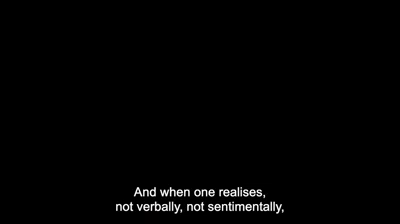 And when one realises,
not verbally, not sentimentally,